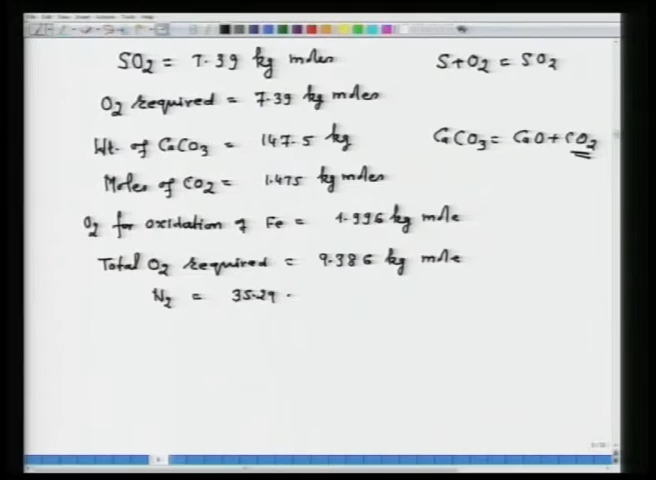 SO2 = 7.39 kg moles S+O2 = SO2
O2 required = 7.39 kg moles
Wt. of CaCO3 = 147.5 kg CaCO3 = CaO+CO2
Moles of CO2 = 1.475 kg moles
O2 for oxidation of Fe = 1.996 kg mole
Total O2 required = 9.386 kg mole
N2 = 35.29